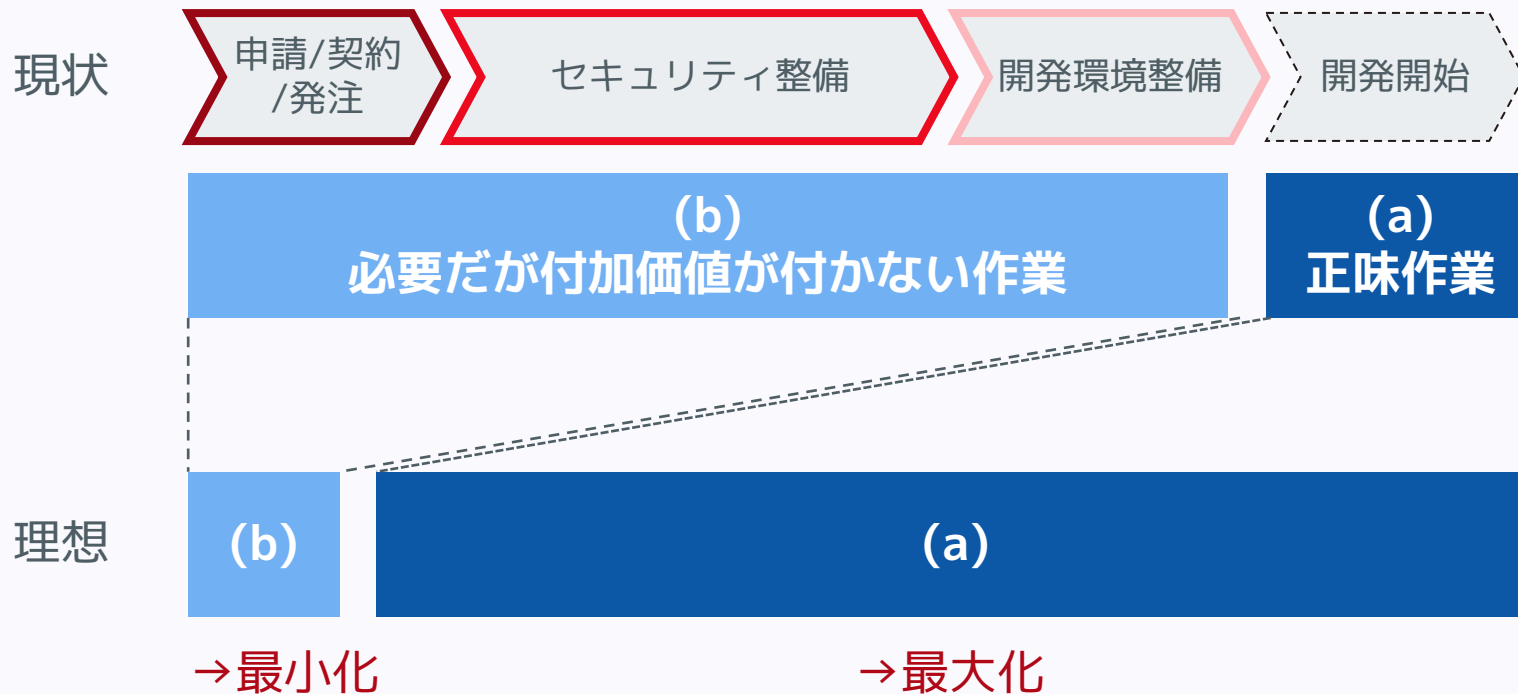 現状
申請/契約
/発注
セキュリティ整備
開発環境整備
開発開始
(b)
必要だが付加価値が付かない作業
(a)
正味作業
理想
(b)
(a)
→最小化
→最大化